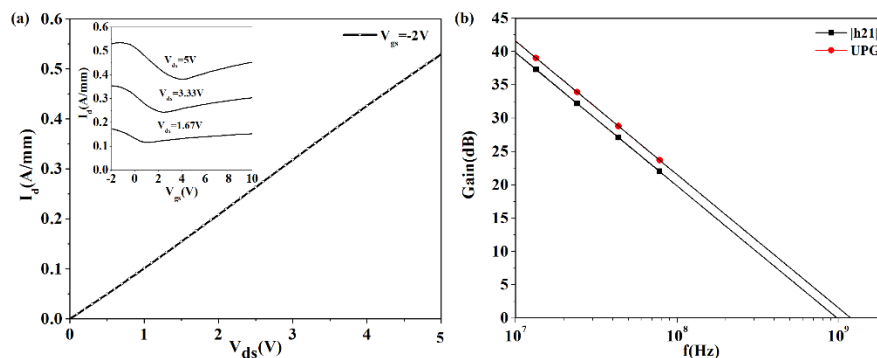 (a)
0.6
0.5
0.4
0.3
0.2
0.1
0.0
I_d(A/mm)
0 1 2 3 4 5
V_ds(V)
V_gs=-2V
0.6
0.5
0.4
0.3
0.2
0.1
0.0
I_d(A/mm)
V_ds=5V
V_ds=3.33V
V_ds=1.67V
-2 0 2 4 6 8 10
V_gs(V)
(b)
45
40
35
30
25
20
15
10
5
0
Gain(dB)
|h21|
UPG
10^7 10^8 10^9
f(Hz)